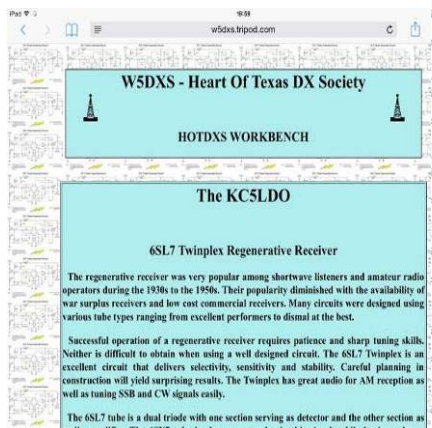 iPad
19:59
w5dxs.tripod.com
W5DXS - Heart Of Texas DX Society
HOTDXS WORKBENCH
The KC5LDO
6SL7 Twinplex Regenerative Receiver
The regenerative receiver was very popular among shortwave listeners and amateur radio
operators during the 1930s to the 1950s. Their popularity diminished with the availability of
war surplus receivers and low cost commercial receivers. Many circuits were designed using
various tube types ranging from excellent performers to dismal at the best.
Successful operation of a regenerative receiver requires patience and sharp tuning skills.
Neither is difficult to obtain when using a well designed circuit. The 6SL7 Twinplex is an
excellent circuit that delivers selectivity, sensitivity and stability. Careful planning in
construction will yield surprising results. The Twinplex has great audio for AM reception as
well as tuning SSB and CW signals easily.
The 6SL7 tube is a dual triode with one section serving as detector and the other section as